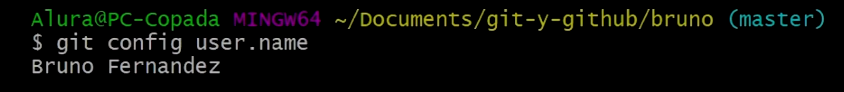 Alura@PC-Copada MINGW64 ~/Documents/git-y-github/bruno (master)
$ git config user.name
Bruno Fernandez